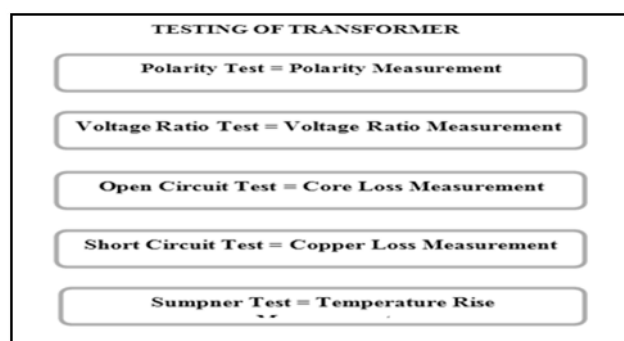 TESTING OF TRANSFORMER
Polarity Test = Polarity Measurement
Voltage Ratio Test = Voltage Ratio Measurement
Open Circuit Test = Core Loss Measurement
Short Circuit Test = Copper Loss Measurement
Sumpner Test = Temperature Rise